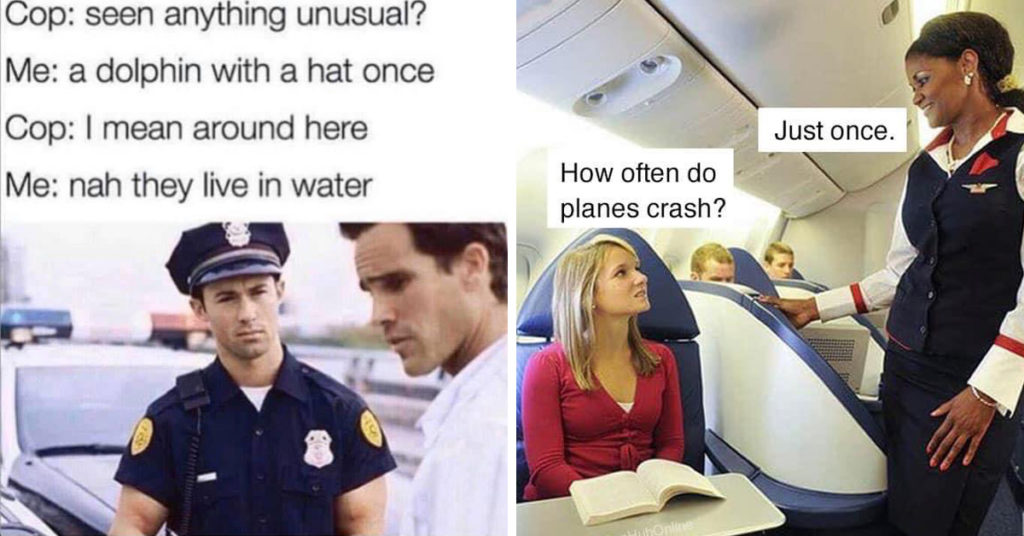 Cop: seen anything unusual?
Me: a dolphin with a hat once
Cop: I mean around here
Me: nah they live in water
Just once.
How often do
planes crash?